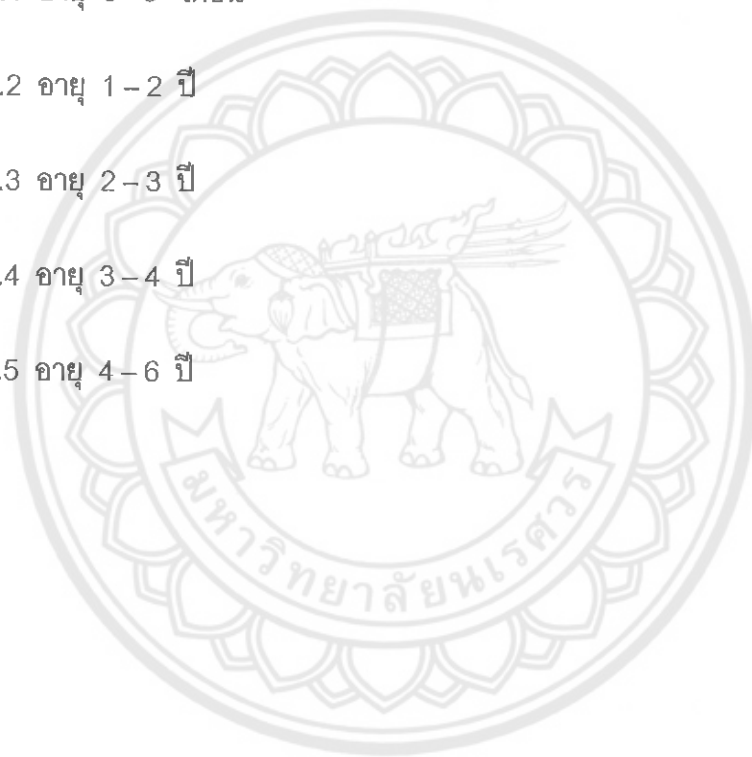 .2 อายุ 1 – 2 ปี
.3 อายุ 2 – 3 ปี
.4 อายุ 3 – 4 ปี
.5 อายุ 4 – 6 ปี
มหาวิทยาลัยนเรศวร